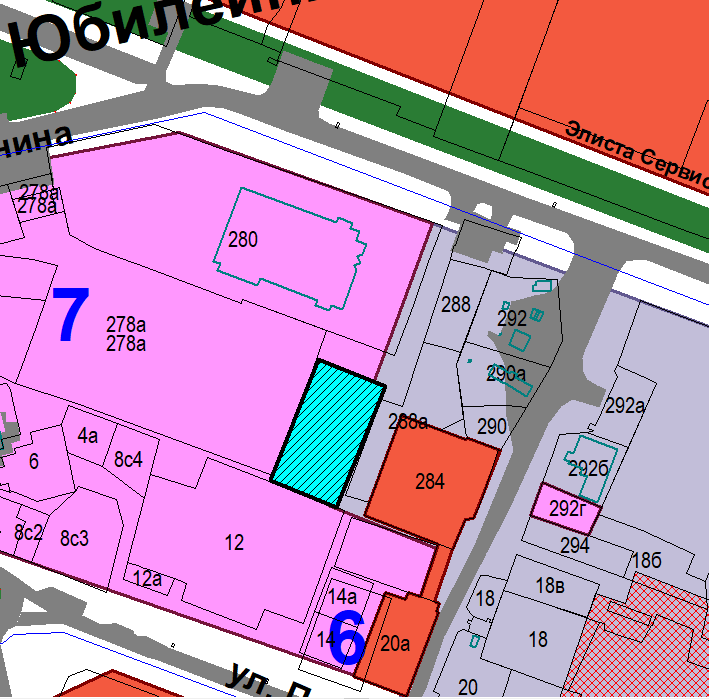 Юбилейн
нина
Элиста Сервис
278а
278а
280
7
278а
278а
288
292
290а
288а
290
292а
292б
284
292г
294
4а
8с4
6
8с2
8с3
12
12а
14а
14
6
20а
18
18в
18б
18
20
ул. П